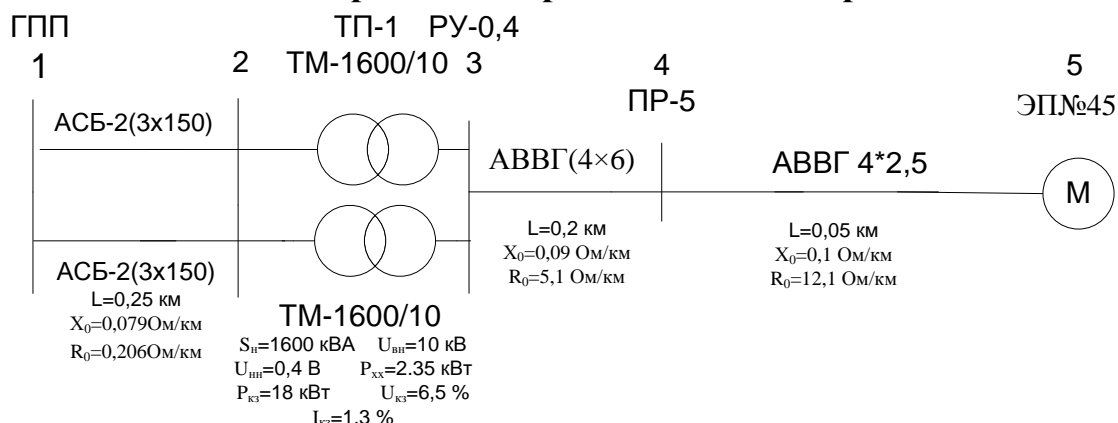 ГПП ТП-1 РУ-0,4
1 2 ТМ-1600/10 3 4 5
ПР-5 ЭП№45
АСБ-2(3х150)
АВВГ(4×6) АВВГ 4*2,5
М
L=0,2 км L=0,05 км
X₀=0,09 Ом/км X₀=0,1 Ом/км
R₀=5,1 Ом/км R₀=12,1 Ом/км
АСБ-2(3х150)
L=0,25 км
X₀=0,079Ом/км
R₀=0,206Ом/км
ТМ-1600/10
Sн=1600 кВА Uвн=10 кВ
Uнн=0,4 В Pхх=2.35 кВт
Pкз=18 кВт Uкз=6,5 %
Iкз=1,3 %